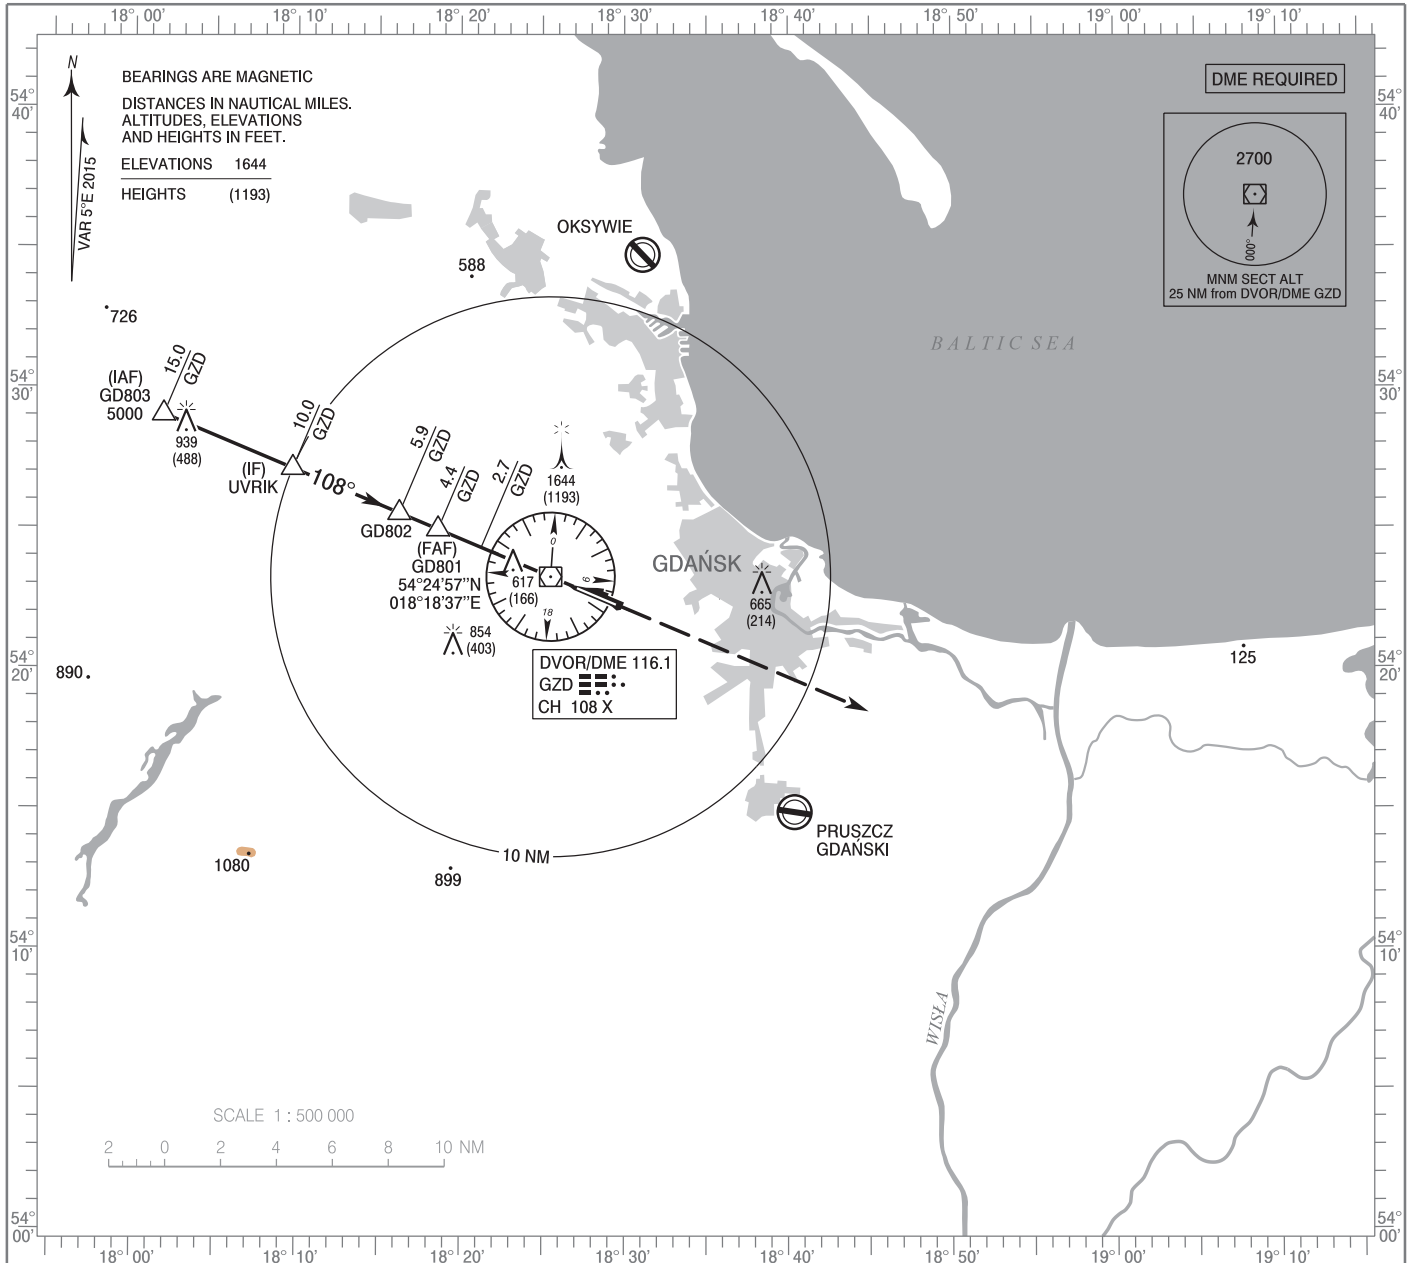 18° 00' 18° 10' 18° 20' 18° 30' 18° 40' 18° 50' 19° 00' 19° 10'
N
VAR 5°E 2015
BEARINGS ARE MAGNETIC
DISTANCES IN NAUTICAL MILES.
ALTITUDES, ELEVATIONS
AND HEIGHTS IN FEET.
ELEVATIONS 1644
HEIGHTS (1193)
DME REQUIRED
2700
000°
MNM SECT ALT
25 NM from DVOR/DME GZD
54°
40'
54°
40'
OKSYWIE
588
726
BALTIC SEA
54°
30'
54°
30'
(IAF)
GD803
5000
15.0
GZD
939
(488)
10.0
GZD
(IF)
UVRIK
108°
5.9
GZD
4.4
GZD
2.7
GZD
1644
(1193)
GD802
(FAF)
GD801
54°24'57''N
018°18'37''E
0
9
18
617
(166)
GDAŃSK
665
(214)
854
(403)
DVOR/DME 116.1
GZD
CH 108 X
890
54°
20'
54°
20'
125
1080
899
10 NM
PRUSZCZ
GDAŃSKI
54°
10'
54°
10'
WISŁA
SCALE 1 : 500 000
2 0 2 4 6 8 10 NM
54°
00'
54°
00'
18° 00' 18° 10' 18° 20' 18° 30' 18° 40' 18° 50' 19° 00' 19° 10'